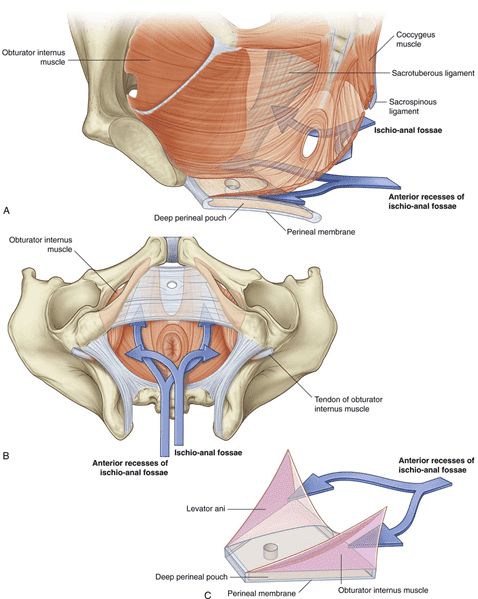 Obturator internus
muscle
Coccygeus
muscle
Sacrotuberous ligament
Sacrospinous
ligament
Ischio-anal fossae
Anterior recesses of
ischio-anal fossae
Deep perineal pouch
Perineal membrane
A
Obturator internus
muscle
Tendon of obturator
internus muscle
Ischio-anal fossae
Anterior recesses of
ischio-anal fossae
B
Anterior recesses of
ischio-anal fossae
Levator ani
Deep perineal pouch
Perineal membrane
Obturator internus muscle
C